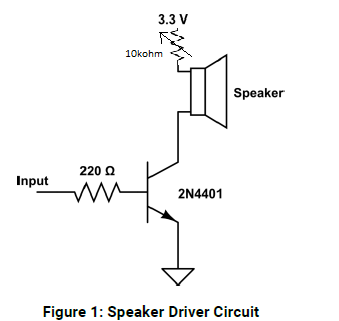 3.3 V
10kohm
Speaker
220 Ω
Input
2N4401
Figure 1: Speaker Driver Circuit